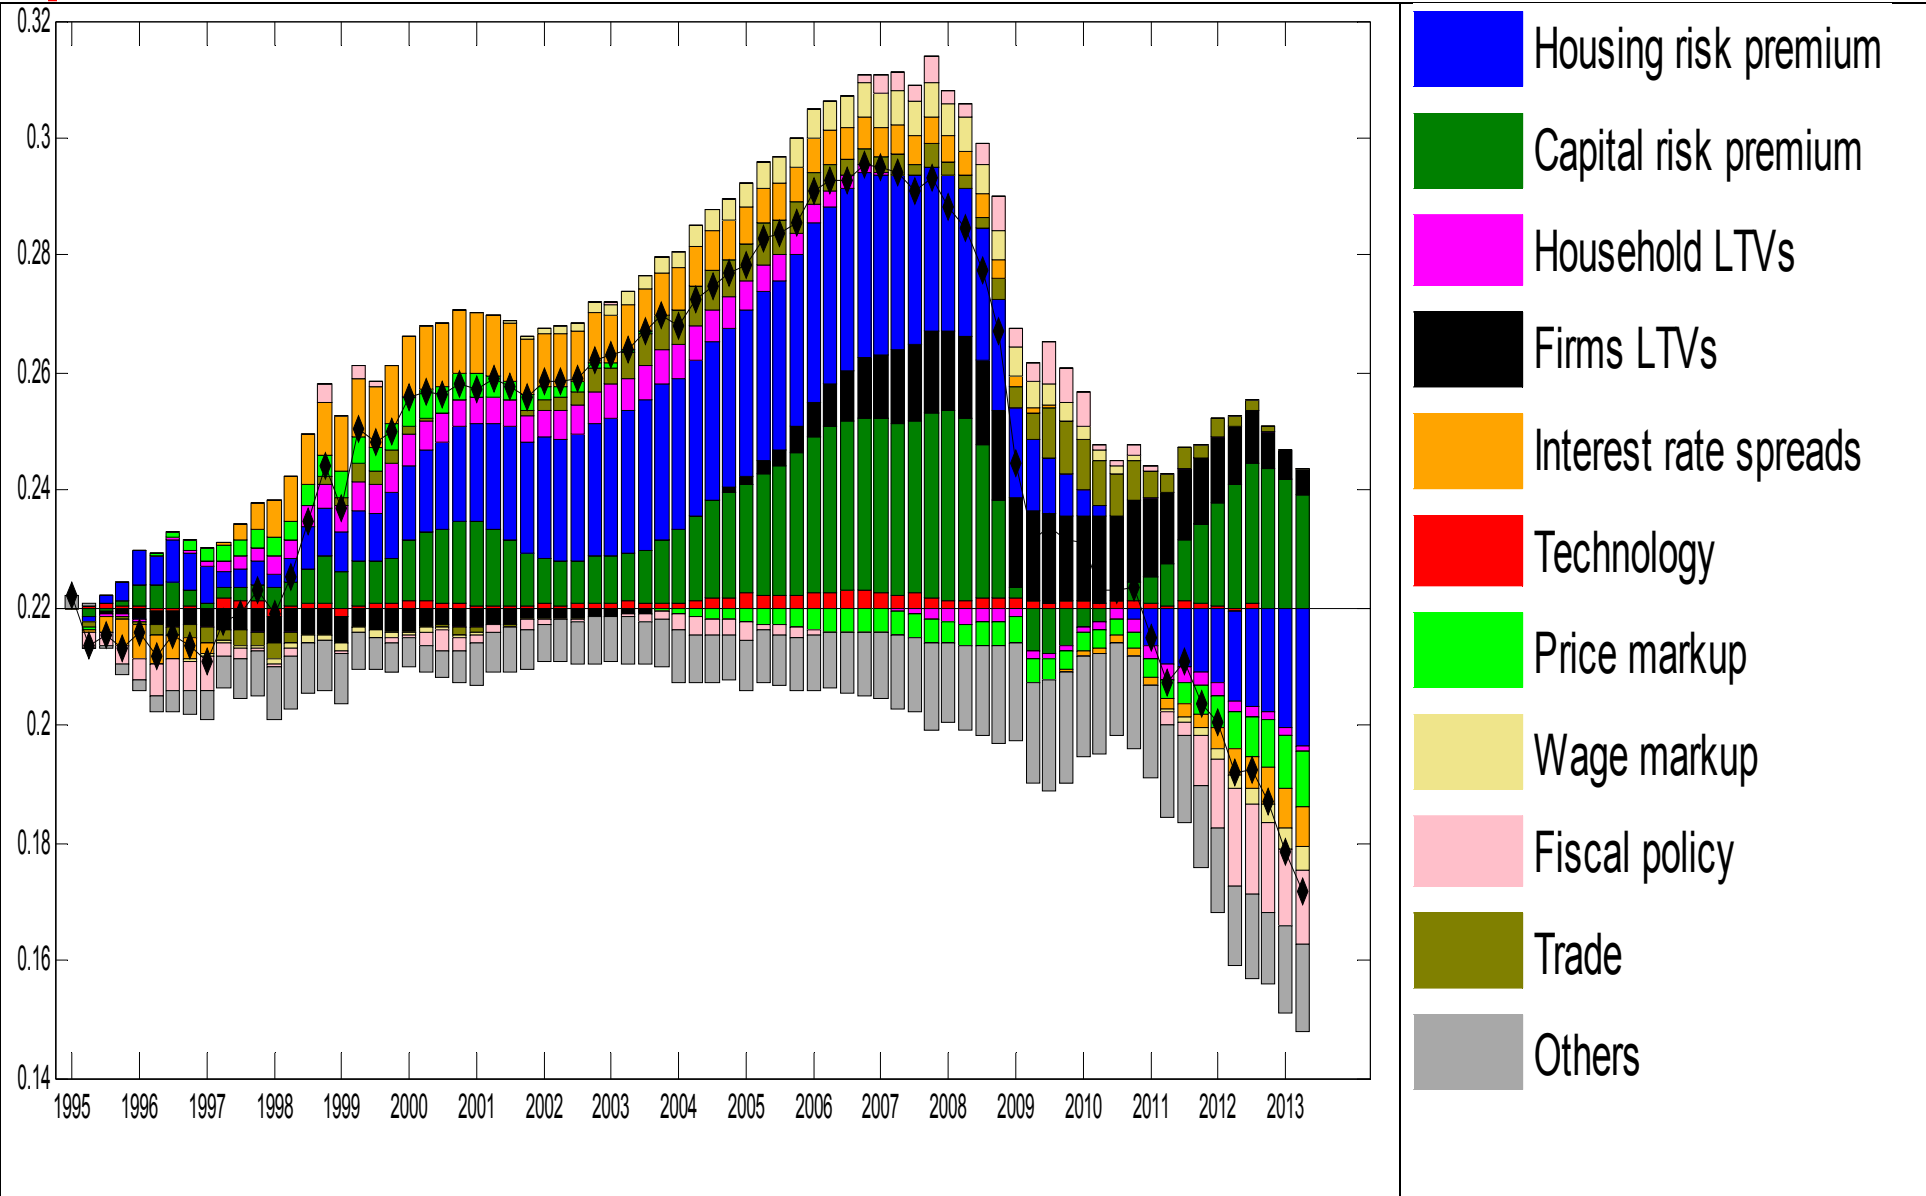 0.32
0.3
0.28
0.26
0.24
0.22
0.2
0.18
0.16
0.14
1995 1996 1997 1998 1999 2000 2001 2002 2003 2004 2005 2006 2007 2008 2009 2010 2011 2012 2013
Housing risk premium
Capital risk premium
Household LTVs
Firms LTVs
Interest rate spreads
Technology
Price markup
Wage markup
Fiscal policy
Trade
Others